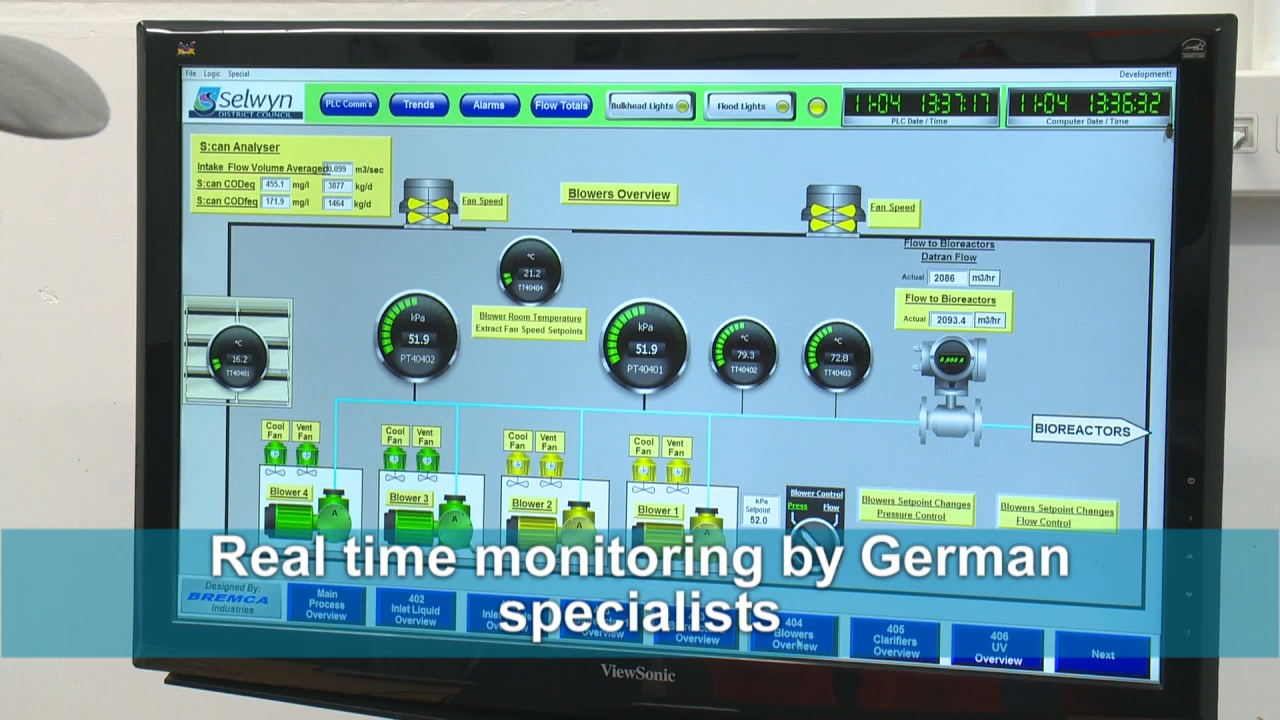 File Logic Special
Development!
Selwyn
DISTRICT COUNCIL
PLC Comm's
Trends
Alarms
Flow Totals
Bulkhead Lights
Flood Lights
11-04 13:37:17
PLC Date / Time
11-04 13:36:32
Computer Date / Time
S:can Analyser
Intake Flow Volume Averaged 0.099 m3/sec
S:can CODeq 455.1 mg/l 3877 kg/d
S:can CODfeq 171.9 mg/l 1464 kg/d
Fan Speed
Blowers Overview
Fan Speed
Flow to Bioreactors
Datran Flow
Actual 2086 m3/hr
Flow to Bioreactors
Actual 2093.4 m3/hr
°C
21.2
TT40404
Blower Room Temperature
Extract Fan Speed Setpoints
°C
16.2
TT40401
kPa
51.9
PT40402
kPa
51.9
PT40401
°C
79.3
TT40402
°C
72.8
TT40403
BIOREACTORS
Cool Fan
Vent Fan
Cool Fan
Vent Fan
Cool Fan
Vent Fan
Cool Fan
Vent Fan
Blower 4
A
Blower 3
A
Blower 2
A
Blower 1
A
kPa
Setpoint
52.0
Blower Control
Press Flow
Blowers Setpoint Changes
Pressure Control
Blowers Setpoint Changes
Flow Control
Real time monitoring by German
specialists
Designed By:
BREMCA
Industries
Main
Process
Overview
402
Inlet Liquid
Overview
Overview
Overview
404
Blowers
Overview
405
Clarifiers
Overview
406
UV
Overview
Next
ViewSonic